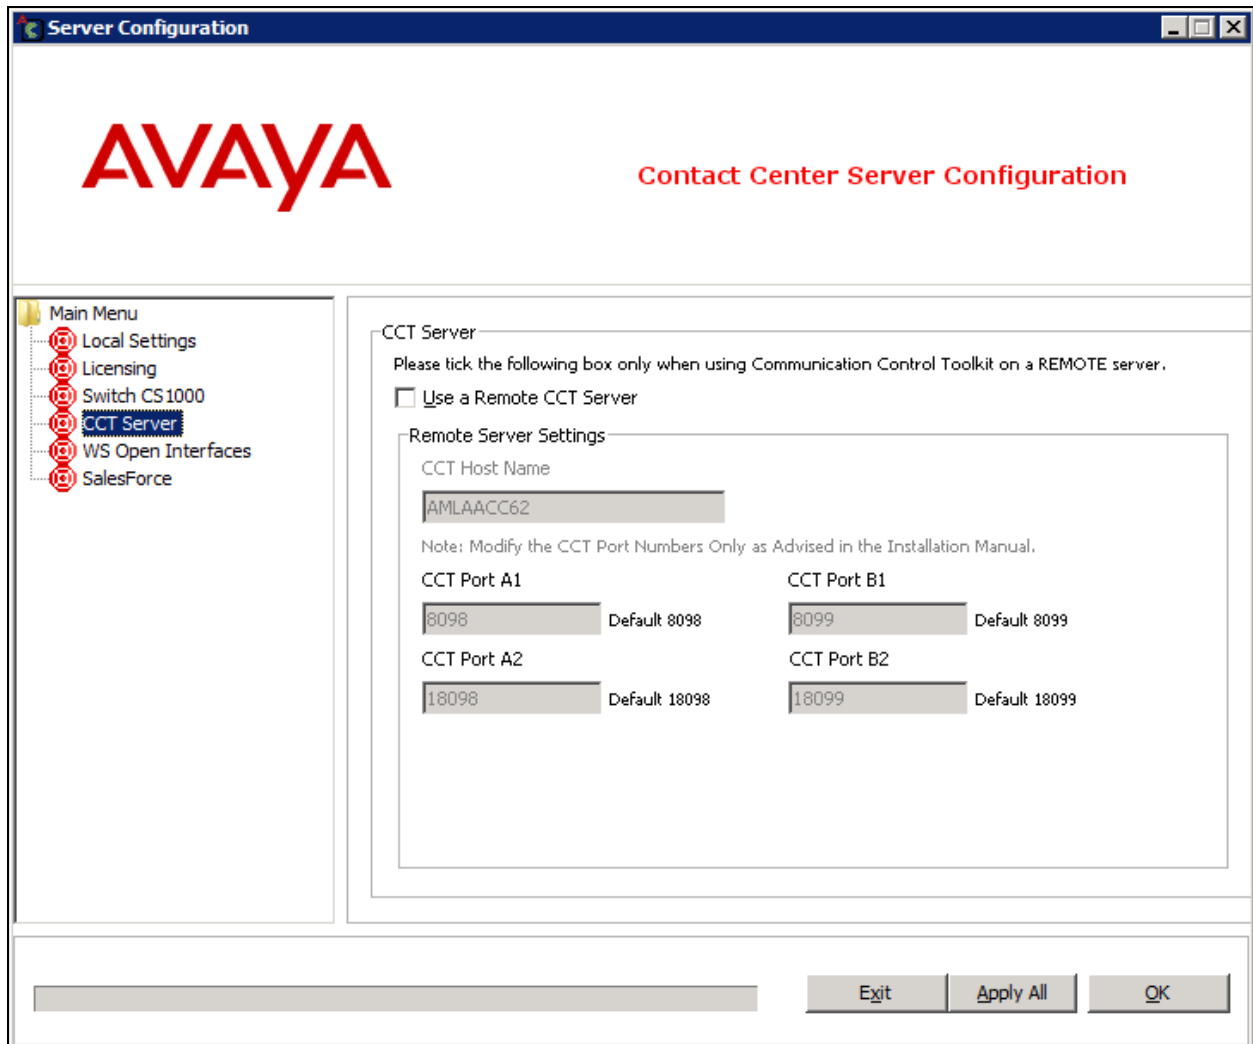 Server Configuration
AVAYA
Contact Center Server Configuration
Main Menu
Local Settings
Licensing
Switch CS1000
CCT Server
WS Open Interfaces
SalesForce
CCT Server
Please tick the following box only when using Communication Control Toolkit on a REMOTE server.
Use a Remote CCT Server
Remote Server Settings
CCT Host Name
AMLAACC62
Note: Modify the CCT Port Numbers Only as Advised in the Installation Manual.
CCT Port A1 CCT Port B1
8098 Default 8098 8099 Default 8099
CCT Port A2 CCT Port B2
18098 Default 18098 18099 Default 18099
Exit Apply All OK